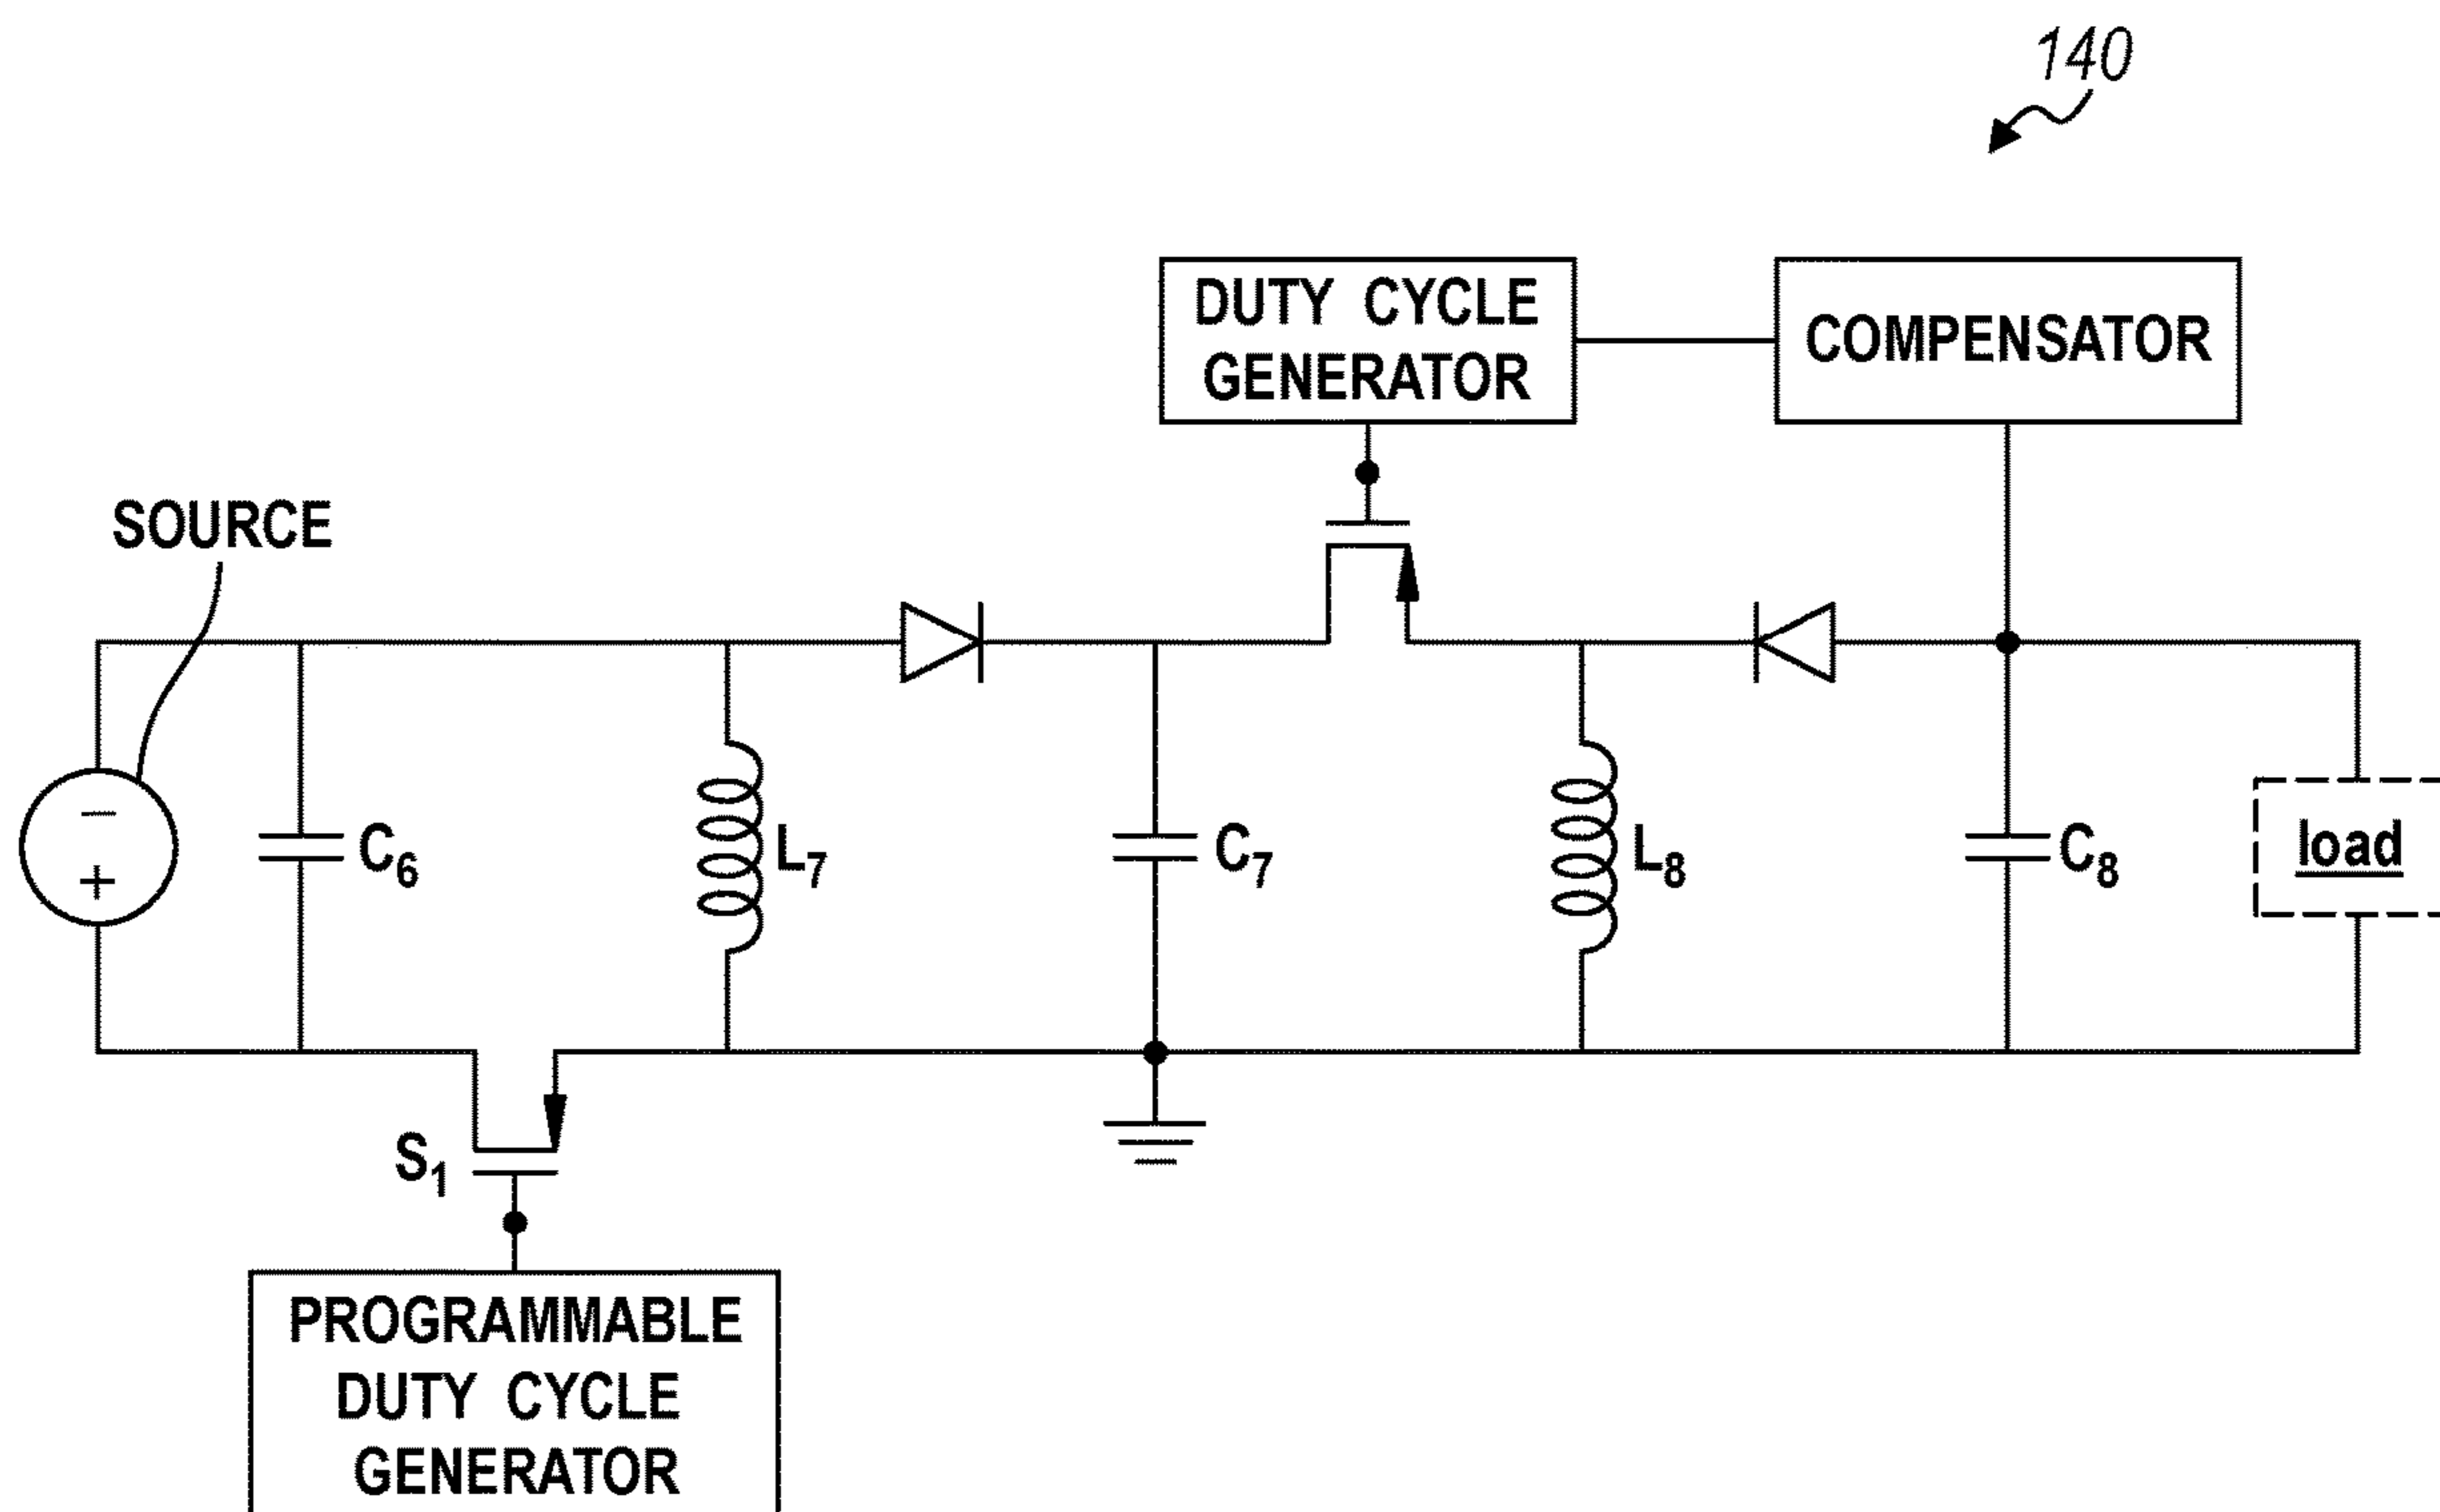 140
DUTY CYCLE
GENERATOR
COMPENSATOR
SOURCE
−
+
C6
L7
C7
L8
C8
load
S1
PROGRAMMABLE
DUTY CYCLE
GENERATOR